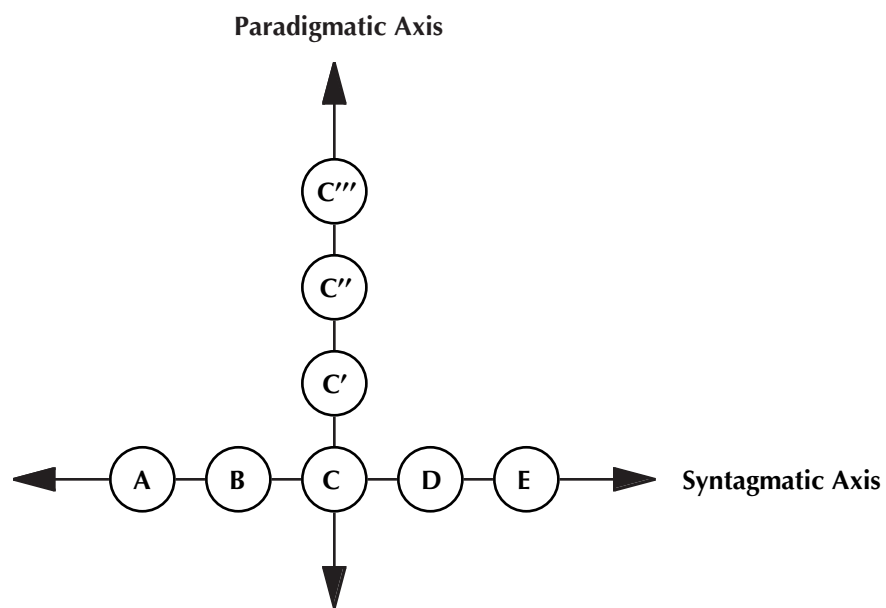 Paradigmatic Axis
C′′′
C′′
C′
A B C D E Syntagmatic Axis